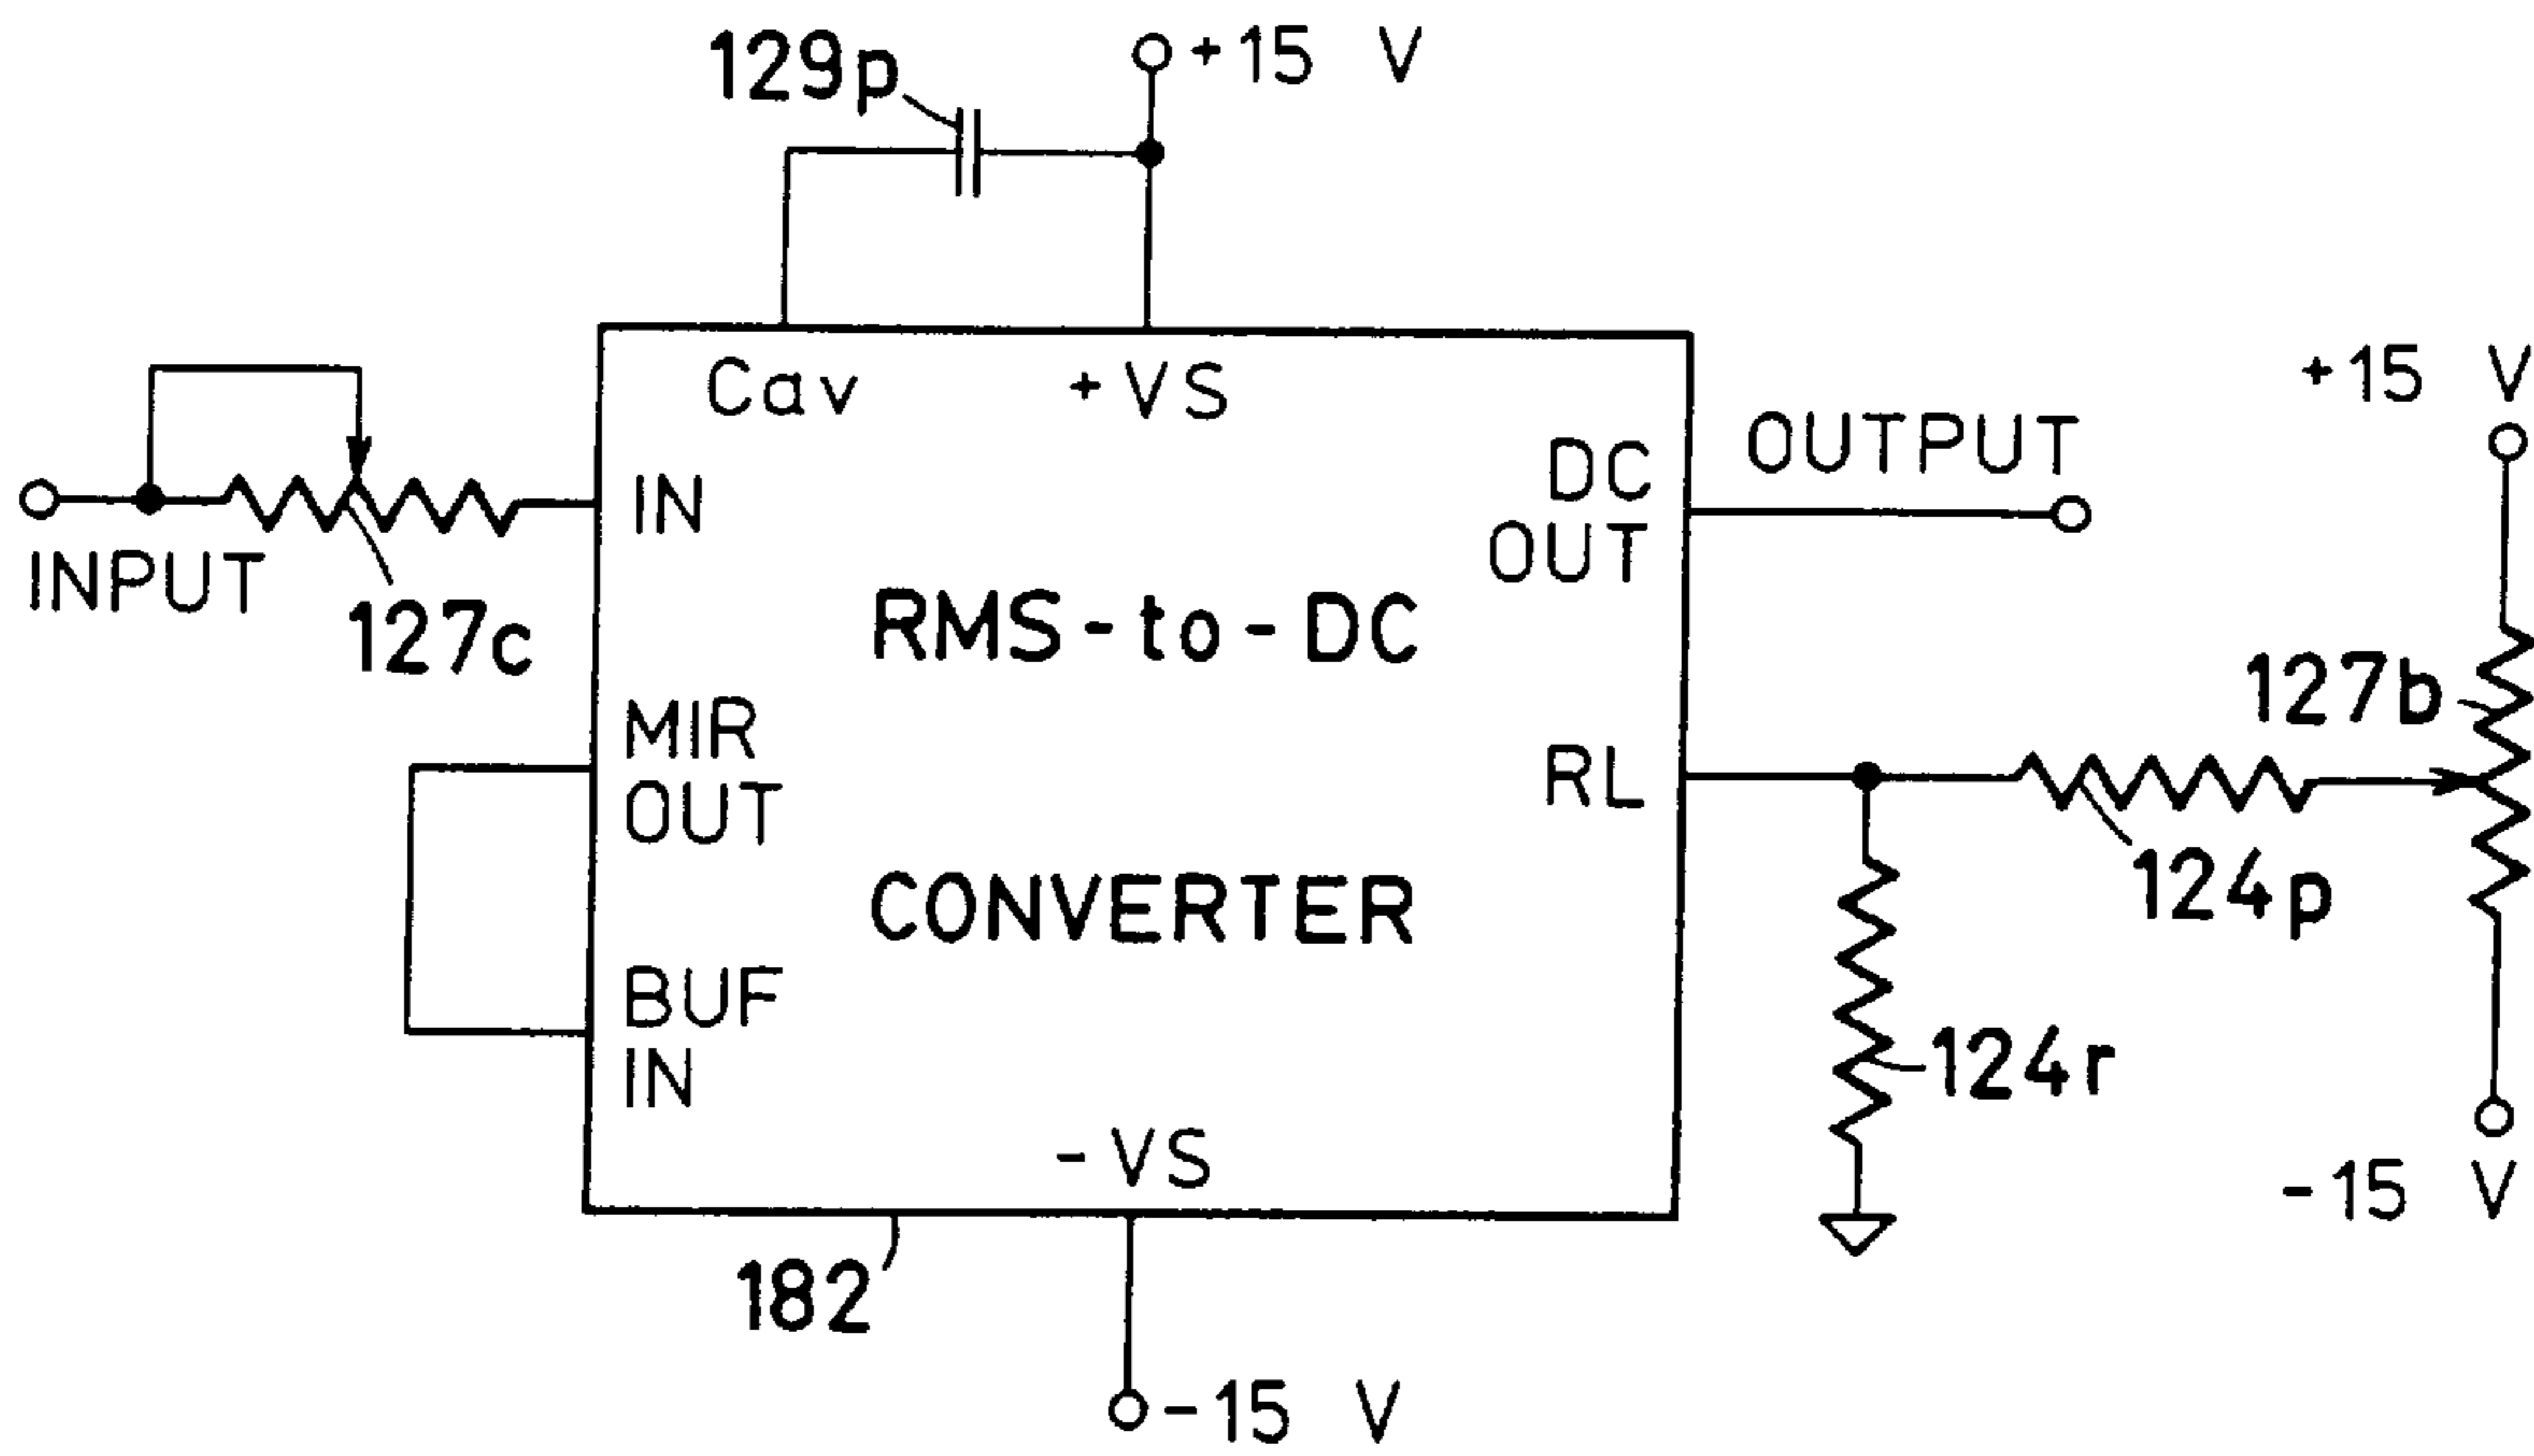 129p
+15 V
Cav
+VS
+15 V
OUTPUT
DC
OUT
IN
INPUT
127c
RMS-to-DC
127b
MIR
OUT
RL
124p
CONVERTER
BUF
IN
124r
-VS
-15 V
182
-15 V